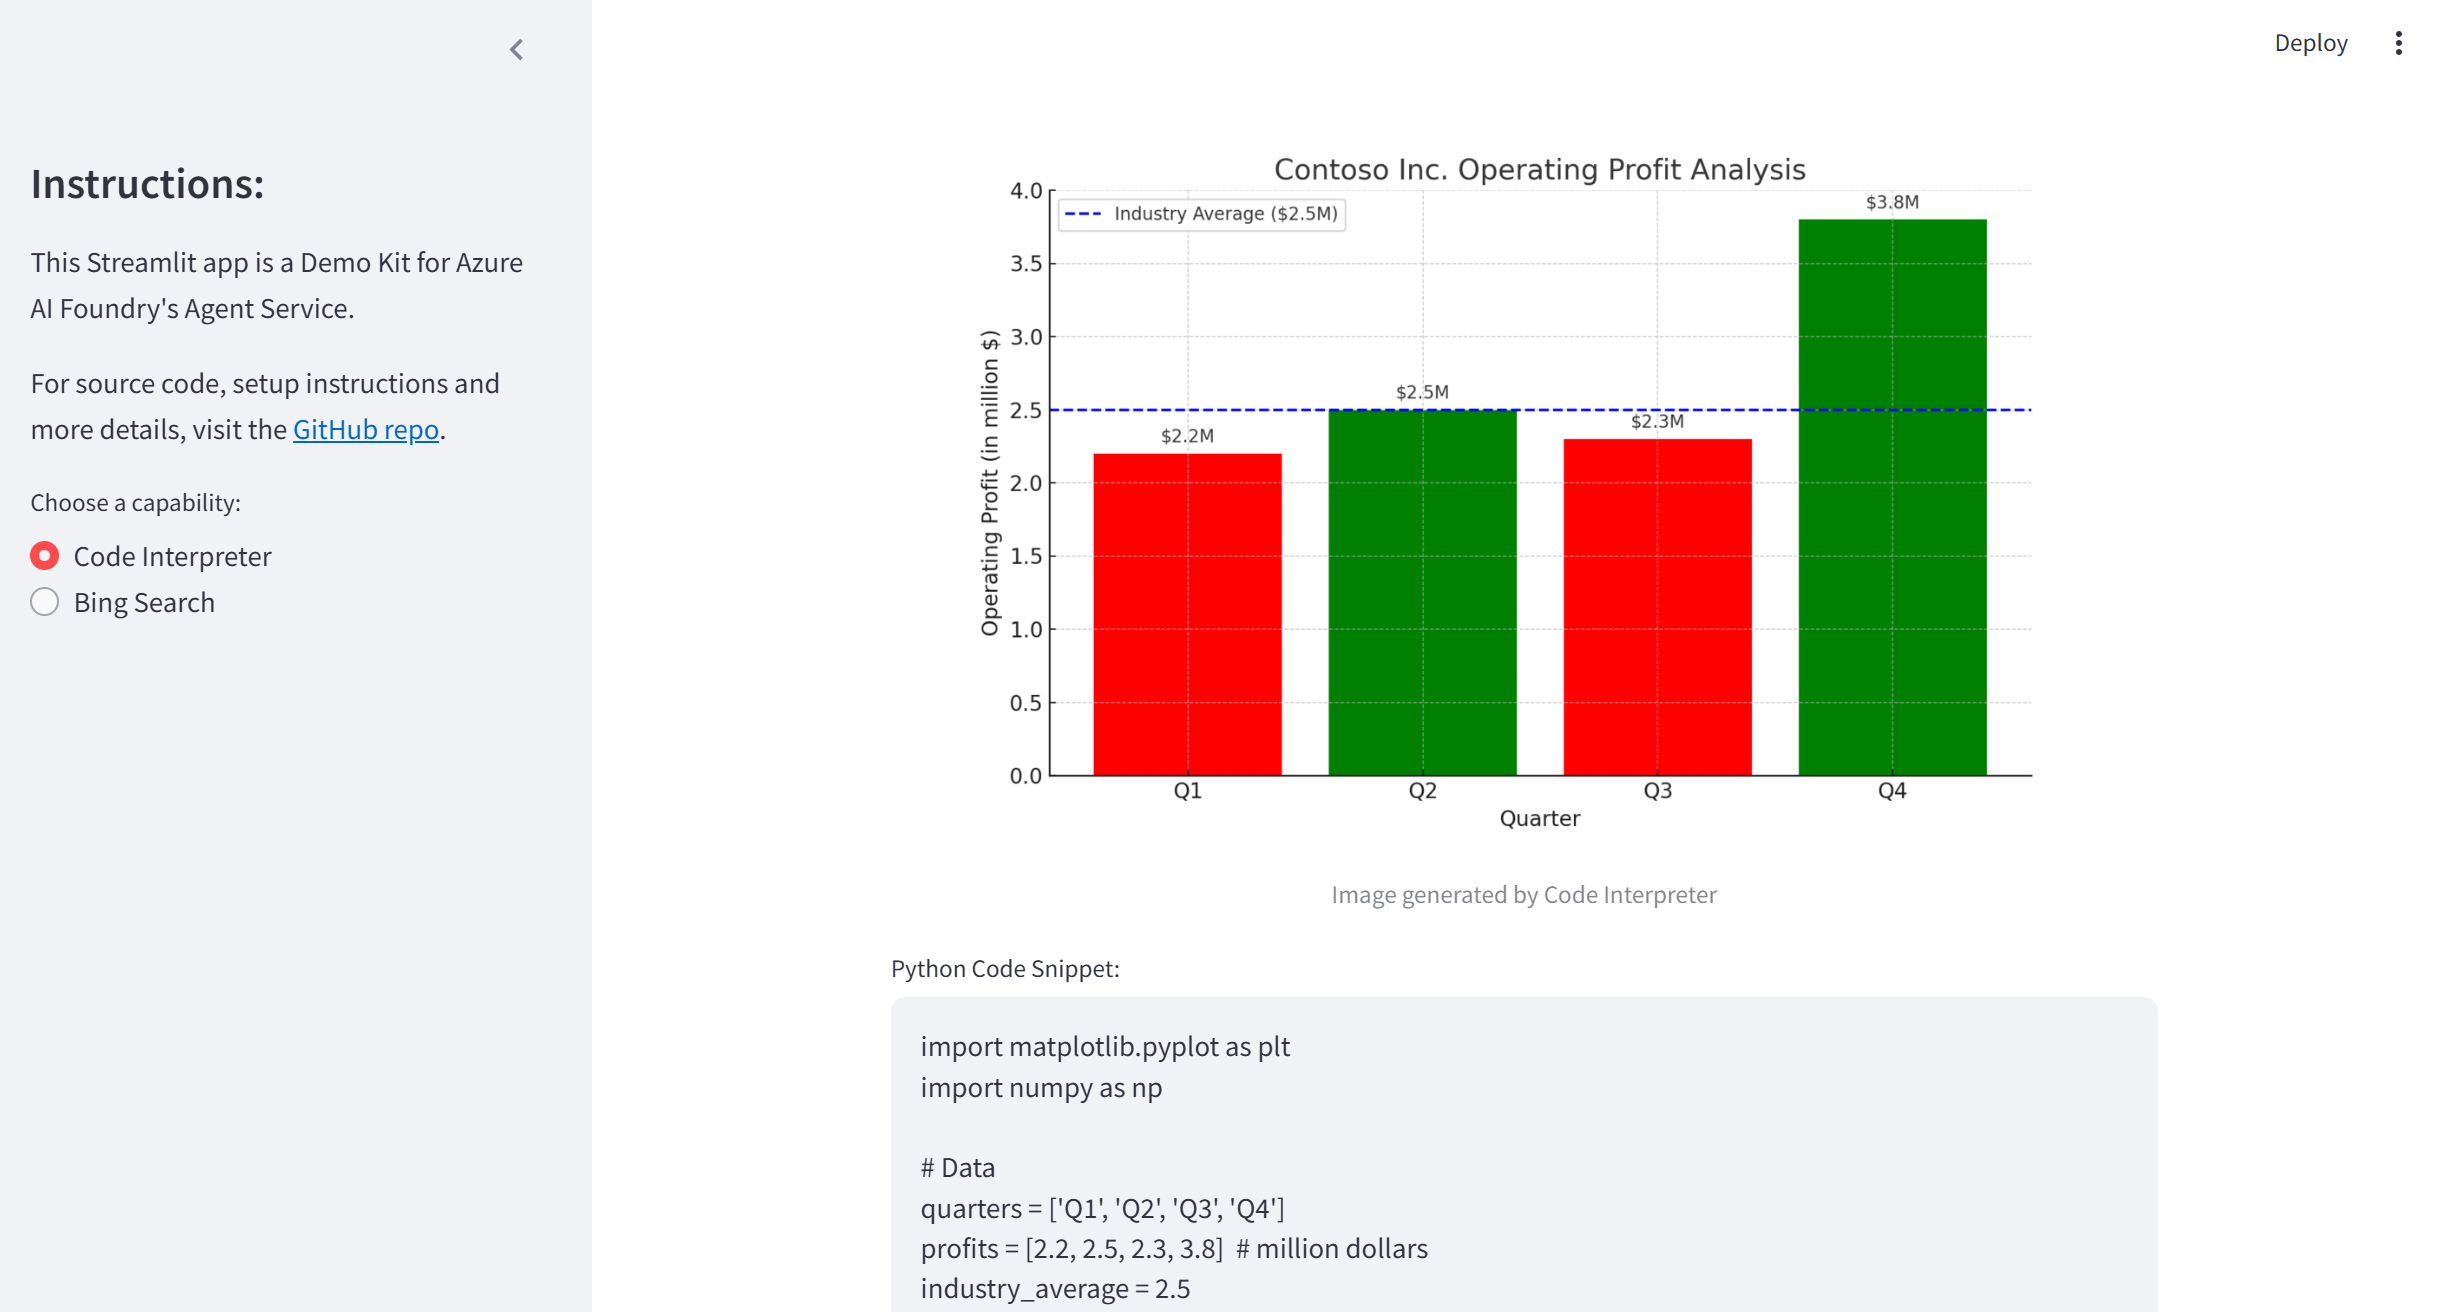 Deploy
Instructions:
This Streamlit app is a Demo Kit for Azure
AI Foundry's Agent Service.
For source code, setup instructions and
more details, visit the GitHub repo.
Choose a capability:
Code Interpreter
Bing Search
Contoso Inc. Operating Profit Analysis
Industry Average ($2.5M)
Operating Profit (in million $)
4.0
3.5
3.0
2.5
2.0
1.5
1.0
0.5
0.0
$2.2M
$2.5M
$2.3M
$3.8M
Q1 Q2 Q3 Q4
Quarter
Image generated by Code Interpreter
Python Code Snippet:
import matplotlib.pyplot as plt
import numpy as np
# Data
quarters = ['Q1', 'Q2', 'Q3', 'Q4']
profits = [2.2, 2.5, 2.3, 3.8]  # million dollars
industry_average = 2.5